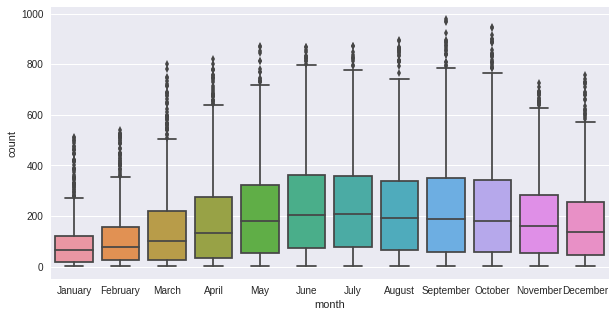 1000
800
600
400
200
0
count
January February March April May June July August September October November December
month